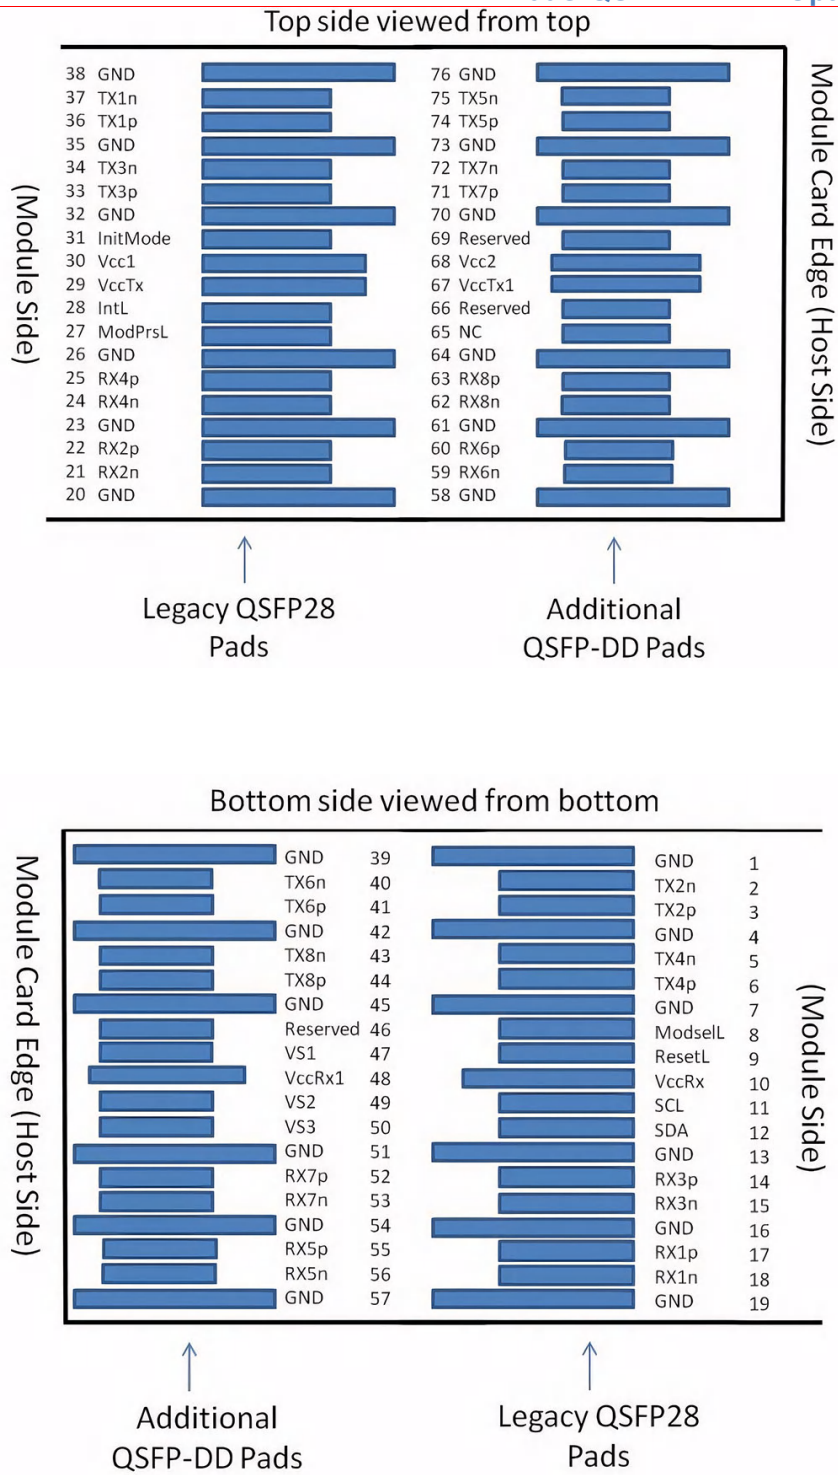 Top side viewed from top
38 GND 76 GND
37 TX1n 75 TX5n
36 TX1p 74 TX5p
35 GND 73 GND
34 TX3n 72 TX7n
33 TX3p 71 TX7p
32 GND 70 GND
31 InitMode 69 Reserved
30 Vcc1 68 Vcc2
29 VccTx 67 VccTx1
28 IntL 66 Reserved
27 ModPrsL 65 NC
26 GND 64 GND
25 RX4p 63 RX8p
24 RX4n 62 RX8n
23 GND 61 GND
22 RX2p 60 RX6p
21 RX2n 59 RX6n
20 GND 58 GND
(Module Side)
Module Card Edge (Host Side)
Legacy QSFP28
Pads
Additional
QSFP-DD Pads
Bottom side viewed from bottom
GND 39 GND 1
TX6n 40 TX2n 2
TX6p 41 TX2p 3
GND 42 GND 4
TX8n 43 TX4n 5
TX8p 44 TX4p 6
GND 45 GND 7
Reserved 46 ModselL 8
VS1 47 ResetL 9
VccRx1 48 VccRx 10
VS2 49 SCL 11
VS3 50 SDA 12
GND 51 GND 13
RX7p 52 RX3p 14
RX7n 53 RX3n 15
GND 54 GND 16
RX5p 55 RX1p 17
RX5n 56 RX1n 18
GND 57 GND 19
Module Card Edge (Host Side)
(Module Side)
Additional
QSFP-DD Pads
Legacy QSFP28
Pads